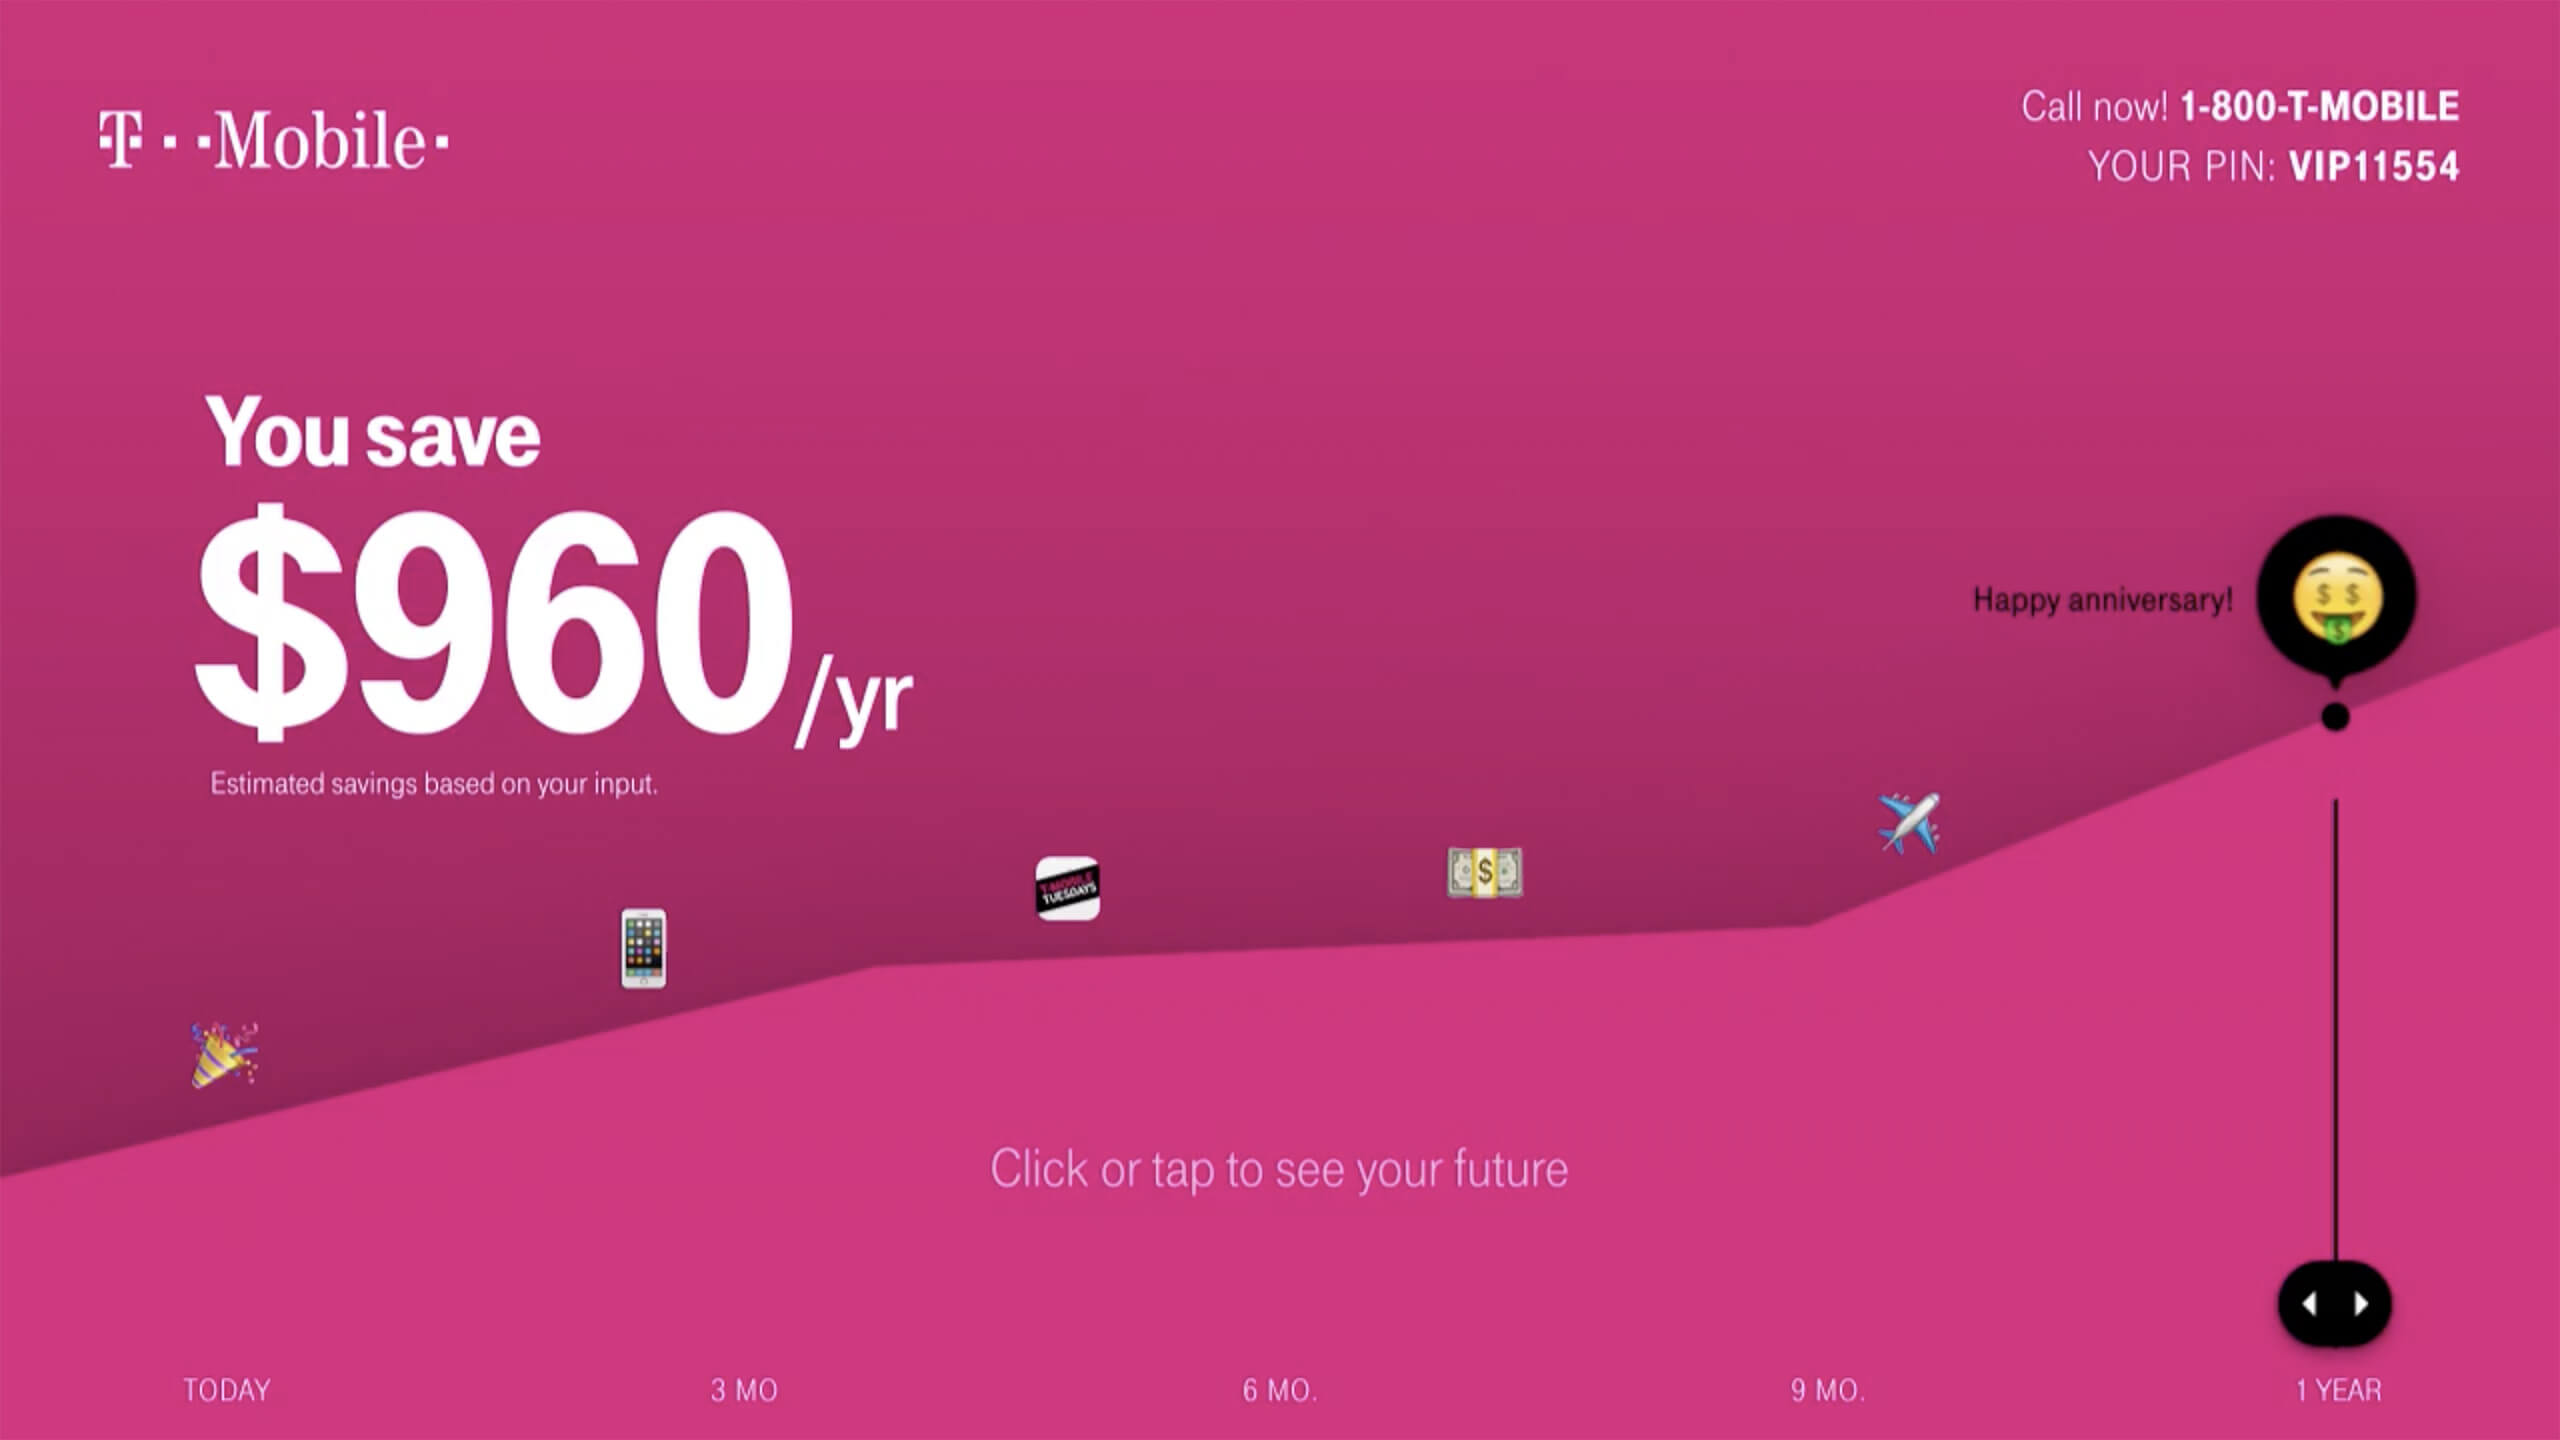 T··Mobile·
Call now! 1-800-T-MOBILE
YOUR PIN: VIP11554
You save
$960/yr
Estimated savings based on your input.
Happy anniversary!
T-MOBILE
TUESDAYS
Click or tap to see your future
TODAY
3 MO
6 MO.
9 MO.
1 YEAR